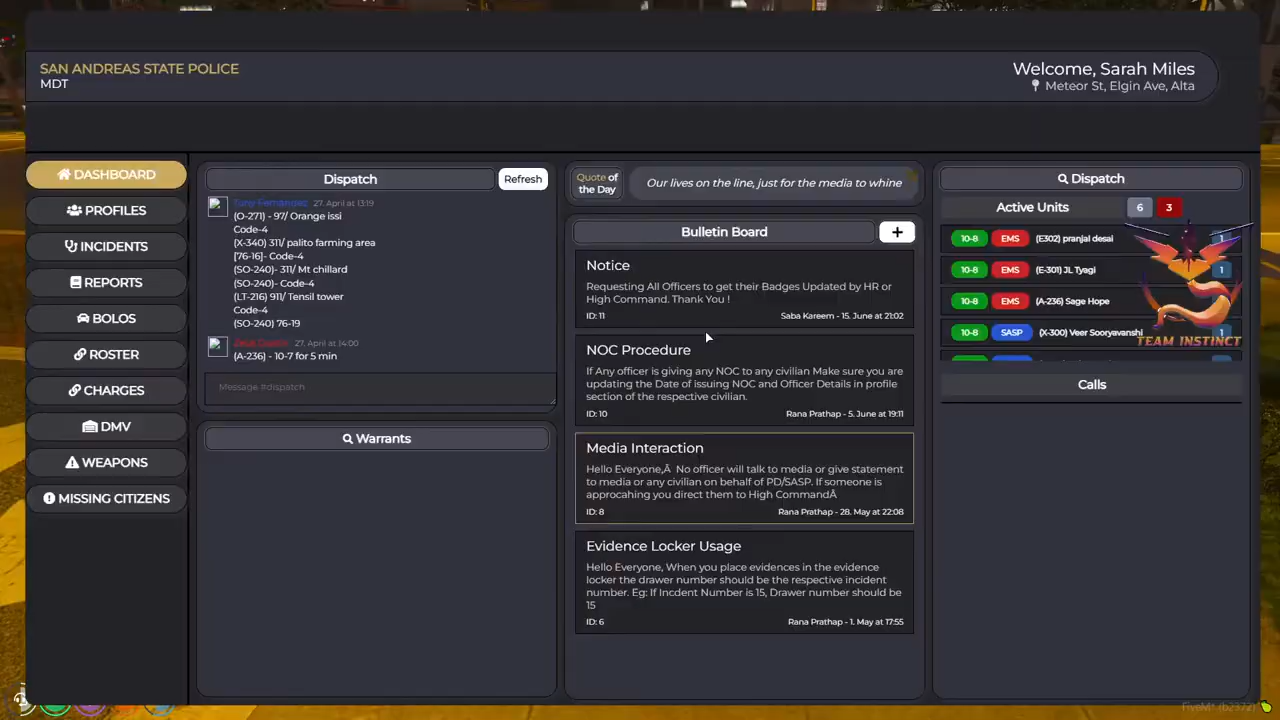 SAN ANDREAS STATE POLICE
MDT
Welcome, Sarah Miles
Meteor St, Elgin Ave, Alta
DASHBOARD
PROFILES
INCIDENTS
REPORTS
BOLOS
ROSTER
CHARGES
DMV
WEAPONS
MISSING CITIZENS
Dispatch
Refresh
27. April at 13:19
(O-271) - 97/ Orange issi
Code-4
[X-340) 311/ palito farming area
[76-16]- Code-4
(SO-240)- 311/ Mt chillard
(SO-240)- Code-4
(LT-216) 911/ Tensil tower
Code-4
(SO-240) 76-19
27. April at 14:00
(A-236) - 10-7 for 5 min
Message #dispatch
Warrants
Quote of
the Day
Our lives on the line, just for the media to whine
Bulletin Board
+
Notice
Requesting All Officers to get their Badges Updated by HR or
High Command. Thank You !
ID: 11 Saba Kareem - 15. June at 21:02
NOC Procedure
If Any officer is giving any NOC to any civilian Make sure you are
updating the Date of issuing NOC and Officer Details in profile
section of the respective civilian.
ID: 10 Rana Prathap - 5. June at 19:11
Media Interaction
Hello Everyone,Â  No officer will talk to media or give statement
to media or any civilian on behalf of PD/SASP. If someone is
approcahing you direct them to High CommandÂ
ID: 8 Rana Prathap - 28. May at 22:08
Evidence Locker Usage
Hello Everyone, When you place evidences in the evidence
locker the drawer number should be the respective incident
number. Eg: If Incdent Number is 15, Drawer number should be
15
ID: 6 Rana Prathap - 1. May at 17:55
Dispatch
Active Units 6 3
10-8 EMS (E302) pranjal desai 1
10-8 EMS (E-301) JL Tyagi 1
10-8 EMS (A-236) Sage Hope 1
10-8 SASP (X-300) Veer Sooryavanshi 1
TEAM INSTINCT
Calls
FiveM* (b2372)